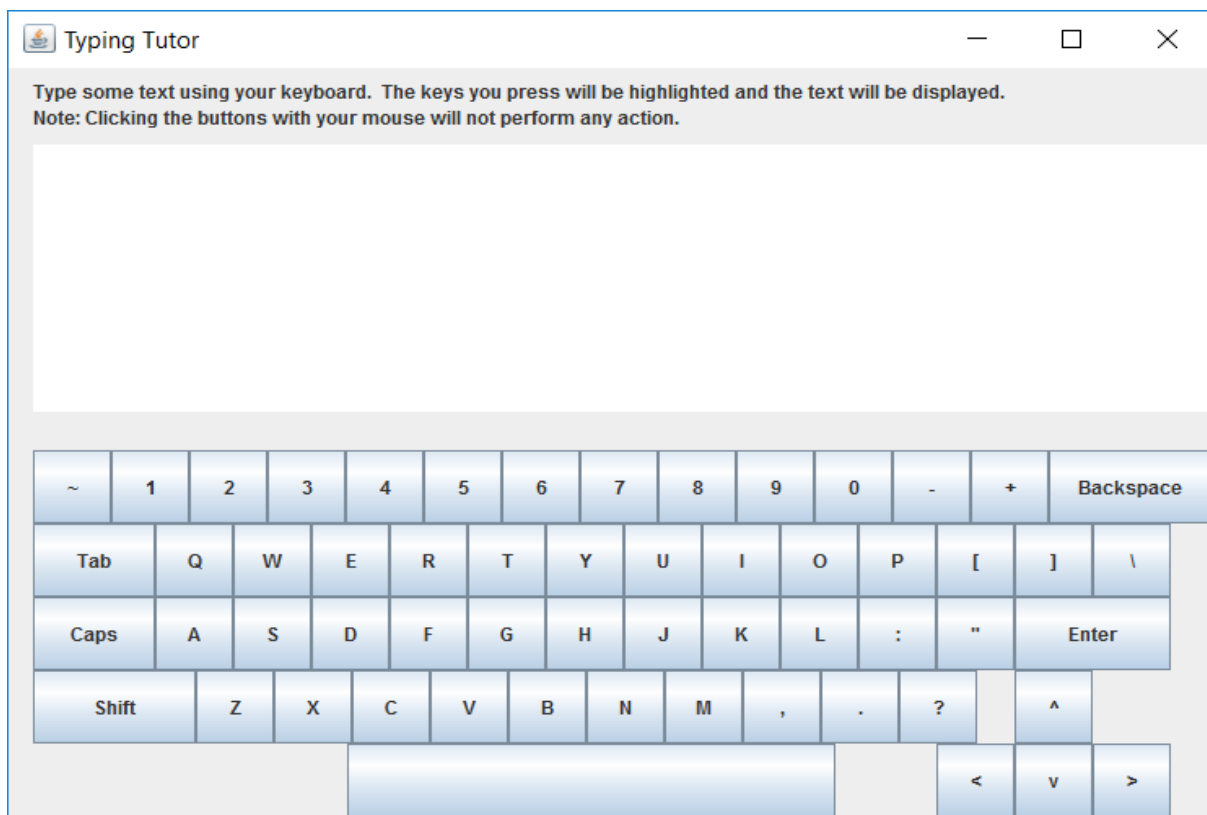 Typing Tutor
Type some text using your keyboard. The keys you press will be highlighted and the text will be displayed.
Note: Clicking the buttons with your mouse will not perform any action.
~ 1 2 3 4 5 6 7 8 9 0 - + Backspace
Tab Q W E R T Y U I O P [ ] \
Caps A S D F G H J K L : " Enter
Shift Z X C V B N M , . ? ^
< v >